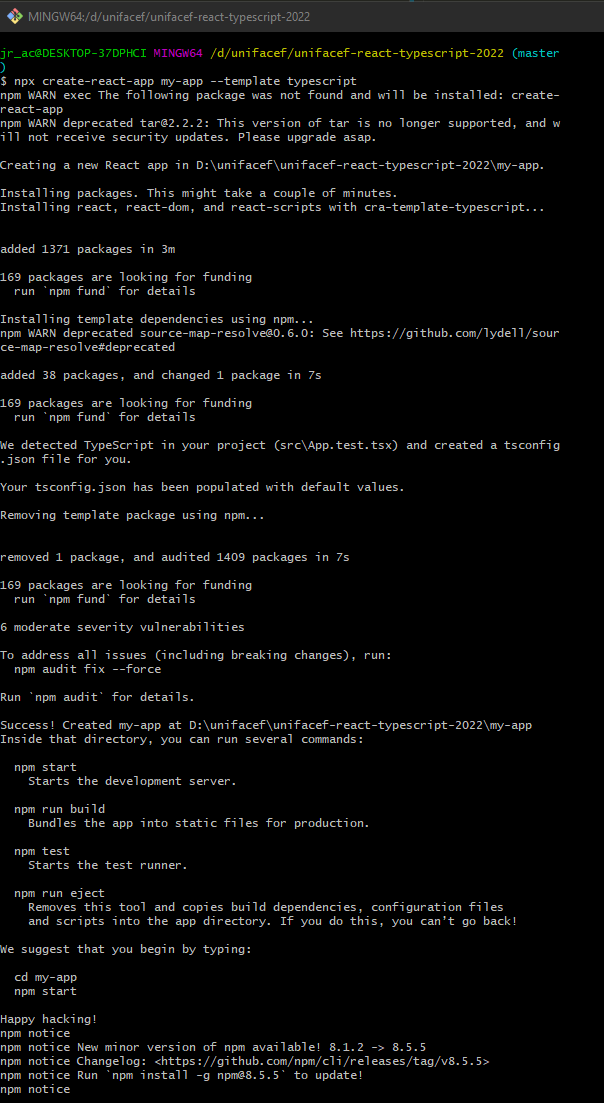 MINGW64:/d/unifacef/unifacef-react-typescript-2022
jr_ac@DESKTOP-37DPHCI MINGW64 /d/unifacef/unifacef-react-typescript-2022 (master
)
$ npx create-react-app my-app --template typescript
npm WARN exec The following package was not found and will be installed: create-
react-app
npm WARN deprecated tar@2.2.2: This version of tar is no longer supported, and w
ill not receive security updates. Please upgrade asap.
Creating a new React app in D:\unifacef\unifacef-react-typescript-2022\my-app.
Installing packages. This might take a couple of minutes.
Installing react, react-dom, and react-scripts with cra-template-typescript...
added 1371 packages in 3m
169 packages are looking for funding
  run `npm fund` for details
Installing template dependencies using npm...
npm WARN deprecated source-map-resolve@0.6.0: See https://github.com/lydell/sour
ce-map-resolve#deprecated
added 38 packages, and changed 1 package in 7s
169 packages are looking for funding
  run `npm fund` for details
We detected TypeScript in your project (src\App.test.tsx) and created a tsconfig
.json file for you.
Your tsconfig.json has been populated with default values.
Removing template package using npm...
removed 1 package, and audited 1409 packages in 7s
169 packages are looking for funding
  run `npm fund` for details
6 moderate severity vulnerabilities
To address all issues (including breaking changes), run:
  npm audit fix --force
Run `npm audit` for details.
Success! Created my-app at D:\unifacef\unifacef-react-typescript-2022\my-app
Inside that directory, you can run several commands:
  npm start
    Starts the development server.
  npm run build
    Bundles the app into static files for production.
  npm test
    Starts the test runner.
  npm run eject
    Removes this tool and copies build dependencies, configuration files
    and scripts into the app directory. If you do this, you can't go back!
We suggest that you begin by typing:
  cd my-app
  npm start
Happy hacking!
npm notice
npm notice New minor version of npm available! 8.1.2 -> 8.5.5
npm notice Changelog: <https://github.com/npm/cli/releases/tag/v8.5.5>
npm notice Run `npm install -g npm@8.5.5` to update!
npm notice